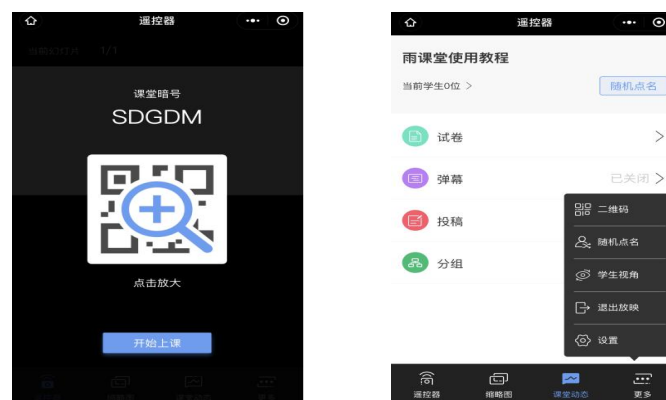 遥控器
当前幻灯片 1/1
课堂暗号
SDGDM
点击放大
开始上课
遥控器
雨课堂使用教程
当前学生0位 >
随机点名
试卷
弹幕
已关闭
投稿
分组
二维码
随机点名
学生视角
退出放映
设置
遥控器
缩略图
课堂动态
更多